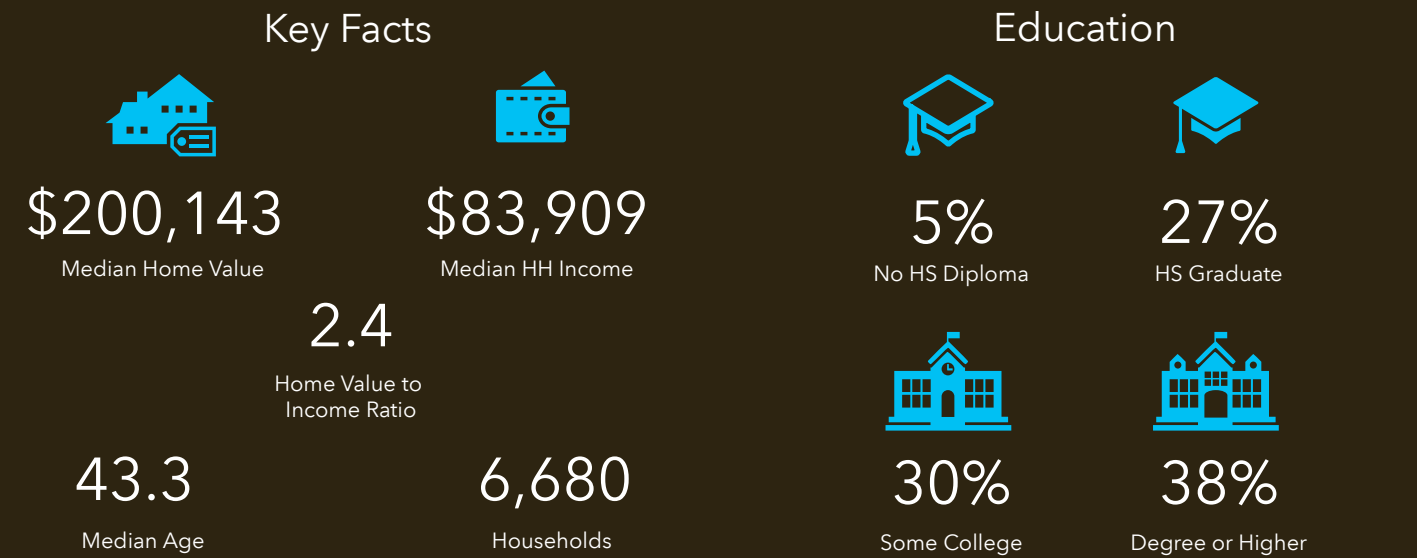 Key Facts
$200,143
Median Home Value
$83,909
Median HH Income
2.4
Home Value to
Income Ratio
43.3
Median Age
6,680
Households
Education
5%
No HS Diploma
27%
HS Graduate
30%
Some College
38%
Degree or Higher